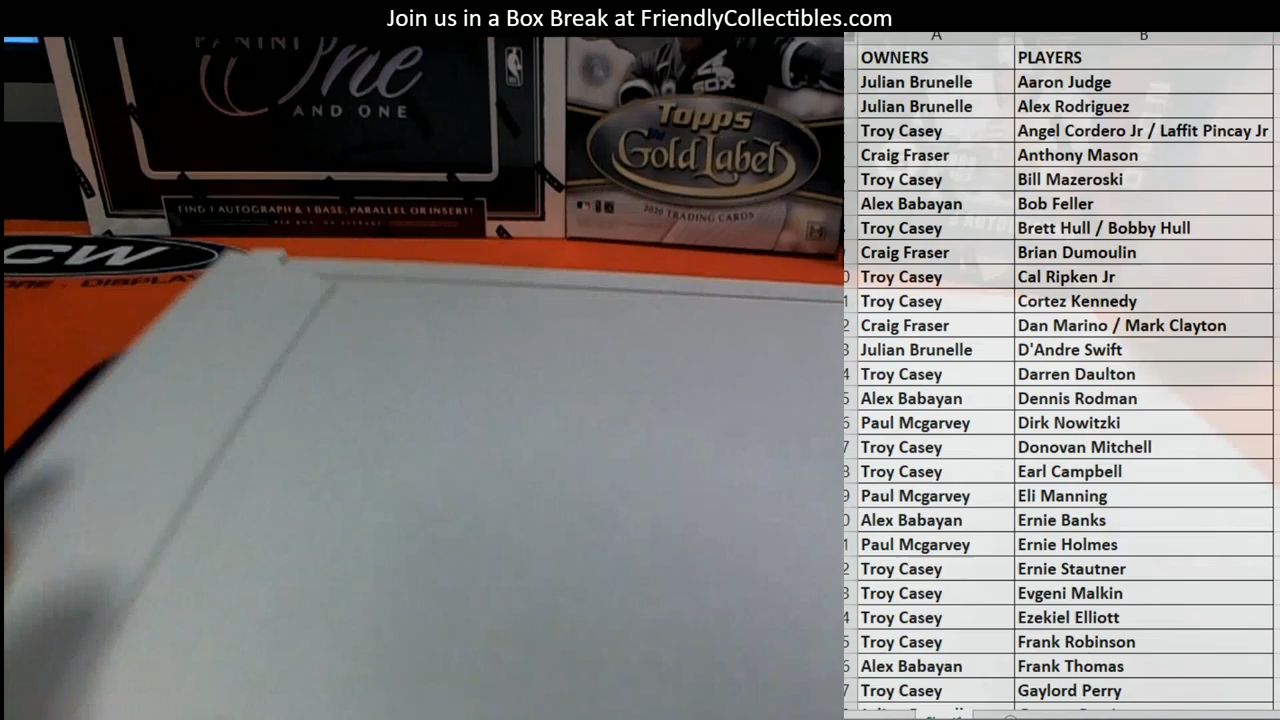 Join us in a Box Break at FriendlyCollectibles.com
PANINI
One
AND ONE
FIND 1 AUTOGRAPH & 1 BASE, PARALLEL OR INSERT!
SOX
Topps
Gold Label
2020 TRADING CARDS
CW
DISPLAY
A B
OWNERS PLAYERS
Julian Brunelle Aaron Judge
Julian Brunelle Alex Rodriguez
Troy Casey Angel Cordero Jr / Laffit Pincay Jr
Craig Fraser Anthony Mason
Troy Casey Bill Mazeroski
Alex Babayan Bob Feller
Troy Casey Brett Hull / Bobby Hull
Craig Fraser Brian Dumoulin
Troy Casey Cal Ripken Jr
Troy Casey Cortez Kennedy
Craig Fraser Dan Marino / Mark Clayton
Julian Brunelle D'Andre Swift
Troy Casey Darren Daulton
Alex Babayan Dennis Rodman
Paul Mcgarvey Dirk Nowitzki
Troy Casey Donovan Mitchell
Troy Casey Earl Campbell
Paul Mcgarvey Eli Manning
Alex Babayan Ernie Banks
Paul Mcgarvey Ernie Holmes
Troy Casey Ernie Stautner
Troy Casey Evgeni Malkin
Troy Casey Ezekiel Elliott
Troy Casey Frank Robinson
Alex Babayan Frank Thomas
Troy Casey Gaylord Perry